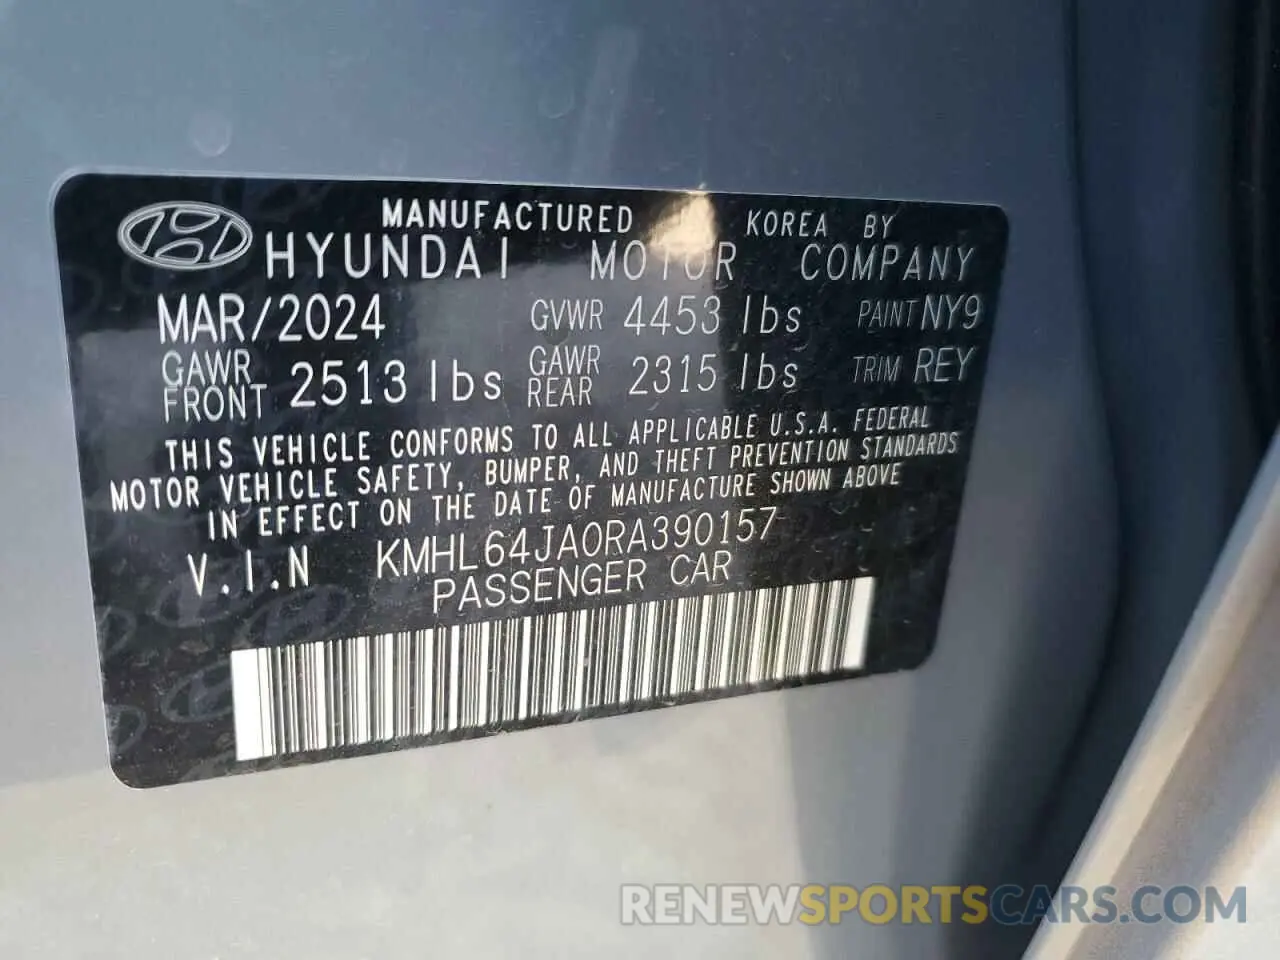 MANUFACTURED IN KOREA BY
HYUNDAI MOTOR COMPANY
MAR/2024 GVWR 4453 lbs PAINT NY9
GAWR FRONT 2513 lbs GAWR REAR 2315 lbs TRIM REY
THIS VEHICLE CONFORMS TO ALL APPLICABLE U.S.A. FEDERAL
MOTOR VEHICLE SAFETY, BUMPER, AND THEFT PREVENTION STANDARDS
IN EFFECT ON THE DATE OF MANUFACTURE SHOWN ABOVE
V.I.N KMHL64JA0RA390157
PASSENGER CAR
RENEWSPORTSCARS.COM